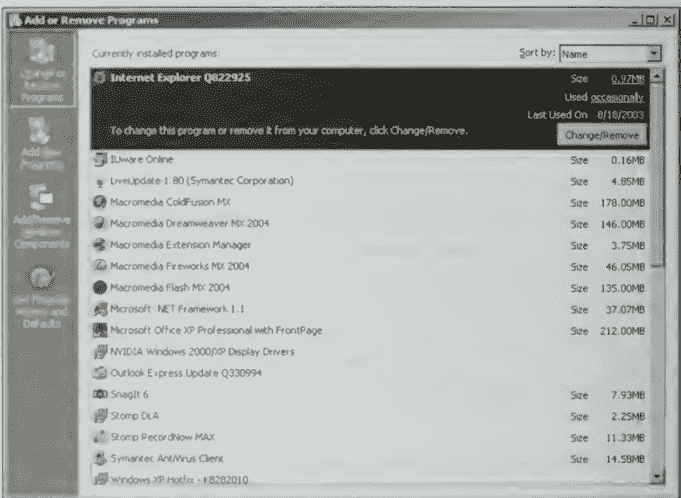 Add or Remove Programs
Currently installed programs:
Sort by: Name
Change or
Remove
Programs
Internet Explorer Q822925 Size 0.97MB
Used occasionally
Last Used On 8/18/2003
To change this program or remove it from your computer, click Change/Remove. Change/Remove
IUware Online Size 0.16MB
Add New
Programs
LiveUpdate 1.80 (Symantec Corporation) Size 4.85MB
Macromedia ColdFusion MX Size 178.00MB
Macromedia Dreamweaver MX 2004 Size 146.00MB
Add/Remove
Windows
Components
Macromedia Extension Manager Size 3.75MB
Macromedia Fireworks MX 2004 Size 46.05MB
Macromedia Flash MX 2004 Size 135.00MB
Set Program
Access and
Defaults
Microsoft .NET Framework 1.1 Size 37.07MB
Microsoft Office XP Professional with FrontPage Size 212.00MB
NVIDIA Windows 2000/XP Display Drivers
Outlook Express Update Q330994
SnagIt 6 Size 7.93MB
Stomp DLA Size 2.25MB
Stomp RecordNow MAX Size 11.33MB
Symantec AntiVirus Client Size 14.58MB
Windows XP Hotfix - KB282010